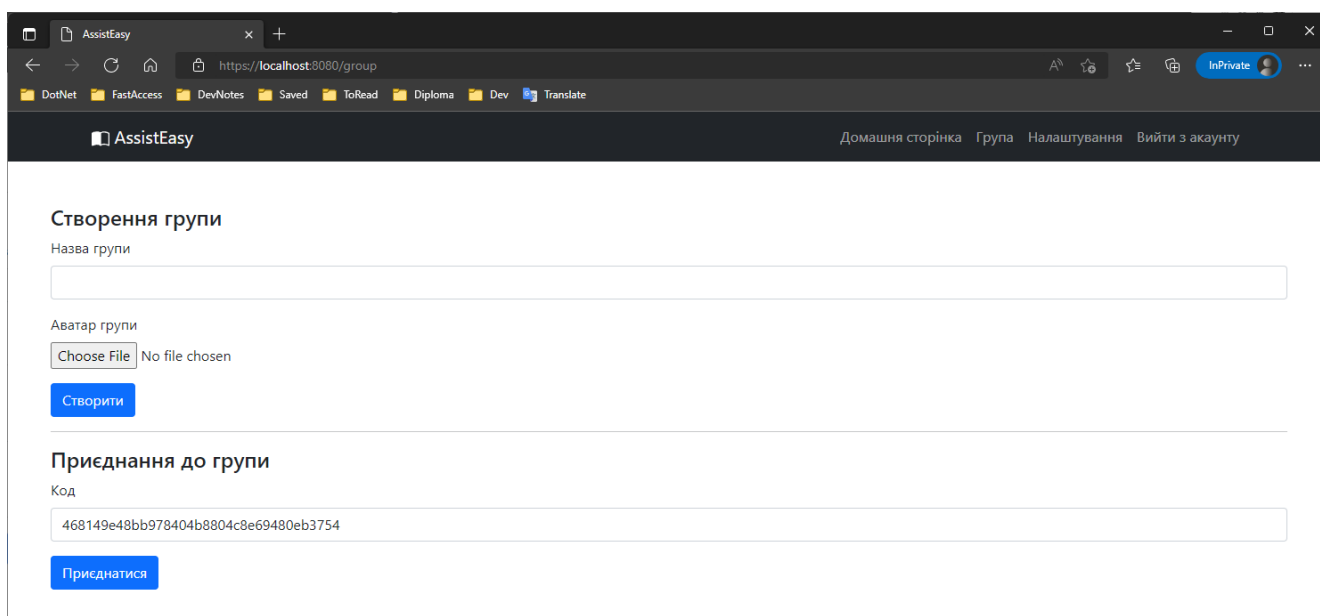 AssistEasy
https://localhost:8080/group
InPrivate
DotNet FastAccess DevNotes Saved ToRead Diploma Dev Translate
AssistEasy Домашня сторінка Група Налаштування Вийти з акаунту
Створення групи
Назва групи
Аватар групи
Choose File No file chosen
Створити
Приєднання до групи
Код
468149e48bb978404b8804c8e69480eb3754
Приєднатися